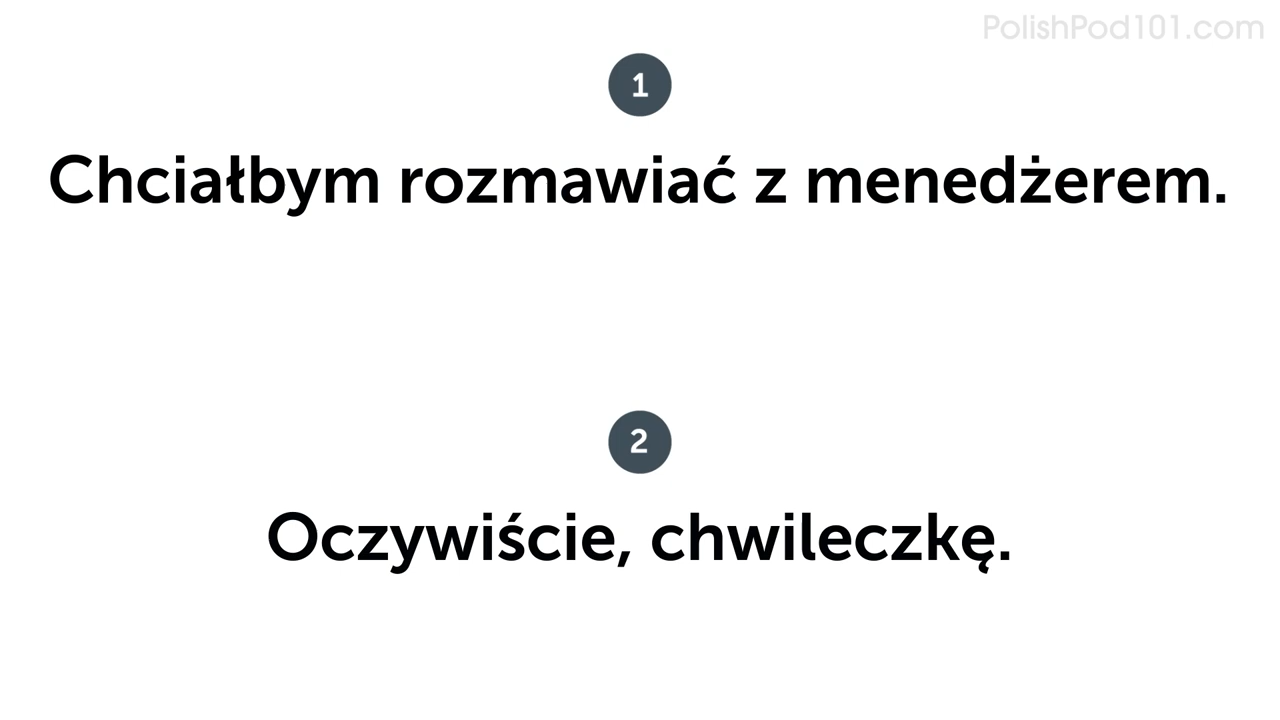 PolishPod101.com
1
Chciałbym rozmawiać z menedżerem.
2
Oczywiście, chwileczkę.